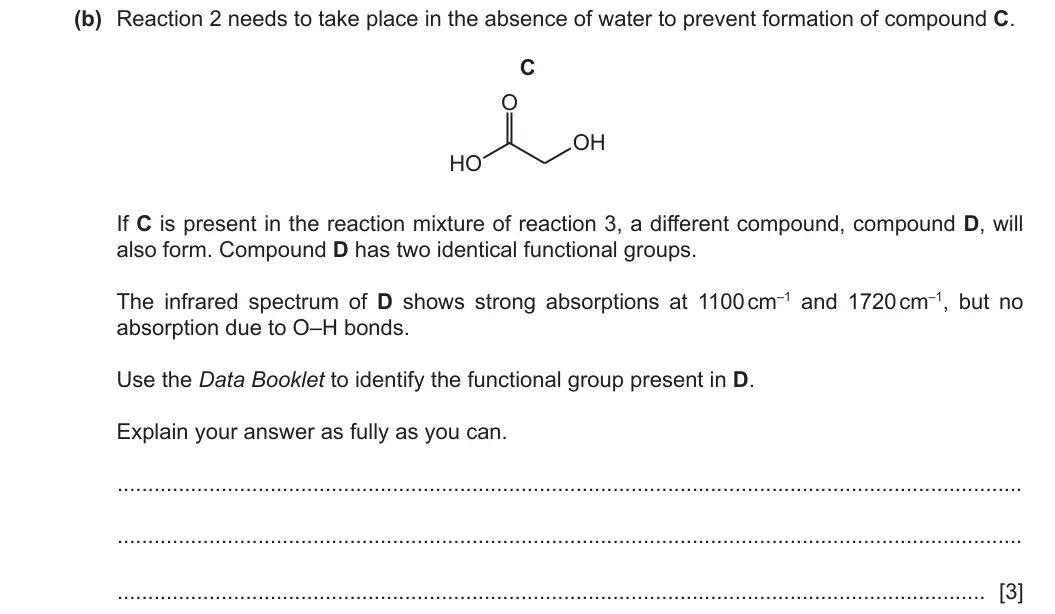 (b) Reaction 2 needs to take place in the absence of water to prevent formation of compound C.
C
O
OH
HO
If C is present in the reaction mixture of reaction 3, a different compound, compound D, will
also form. Compound D has two identical functional groups.
The infrared spectrum of D shows strong absorptions at 1100 cm⁻¹ and 1720 cm⁻¹, but no
absorption due to O–H bonds.
Use the Data Booklet to identify the functional group present in D.
Explain your answer as fully as you can.
[3]